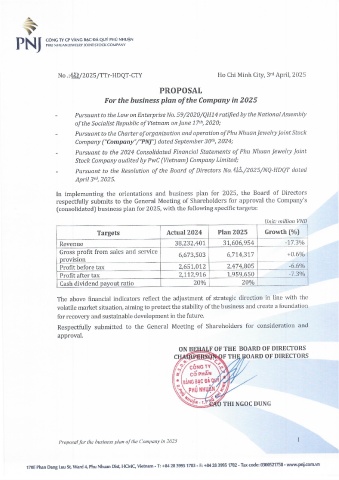 PNJ
CÔNG TY CP VÀNG BẠC ĐÁ QUÝ PHÚ NHUẬN
PHU NHUAN JEWELRY JOINT STOCK COMPANY
No. /2025/TTr-HDQT-CTY
Ho Chi Minh City, 3rd April, 2025
PROPOSAL
For the business plan of the Company in 2025
- Pursuant to the Law on Enterprise No. 59/2020/QH14 ratified by the National Assembly
of the Socialist Republic of Vietnam on June 17th, 2020;
- Pursuant to the Charter of organization and operation of Phu Nhuan Jewelry Joint Stock
Company ("Company"/"PNJ") dated September 30th, 2024;
- Pursuant to the 2024 Consolidated Financial Statements of Phu Nhuan Jewelry Joint
Stock Company audited by PwC (Vietnam) Company Limited;
- Pursuant to the Resolution of the Board of Directors No. /2025/NQ-HDQT dated
April 3rd, 2025.
In implementing the orientations and business plan for 2025, the Board of Directors
respectfully submits to the General Meeting of Shareholders for approval the Company's
(consolidated) business plan for 2025, with the following specific targets:
Unit: million VND
Targets Actual 2024 Plan 2025 Growth (%)
Revenue 38,232,401 31,606,954 -17.3%
Gross profit from sales and service
provision 6,673,503 6,714,317 +0.6%
Profit before tax 2,651,012 2,474,805 -6.6%
Profit after tax 2,112,916 1,959,650 -7.3%
Cash dividend payout ratio 20% 20%
The above financial indicators reflect the adjustment of strategic direction in line with the
volatile market situation, aiming to protect the stability of the business and create a foundation
for recovery and sustainable development in the future.
Respectfully submitted to the General Meeting of Shareholders for consideration and
approval.
ON BEHALF OF THE BOARD OF DIRECTORS
CHAIRPERSON OF THE BOARD OF DIRECTORS
CÔNG TY
CỔ PHẦN
VÀNG BẠC ĐÁ QUÝ
PHÚ NHUẬN
CAO THI NGOC DUNG
Proposal for the business plan of the Company in 2025
1
170E Phan Dang Luu St, Ward 4, Phu Nhuan Dist, HCMC, Vietnam - T: +84 28 3995 1703 - F: +84 28 3995 1702 - Tax code: 0300521758 - www.pnj.com.vn